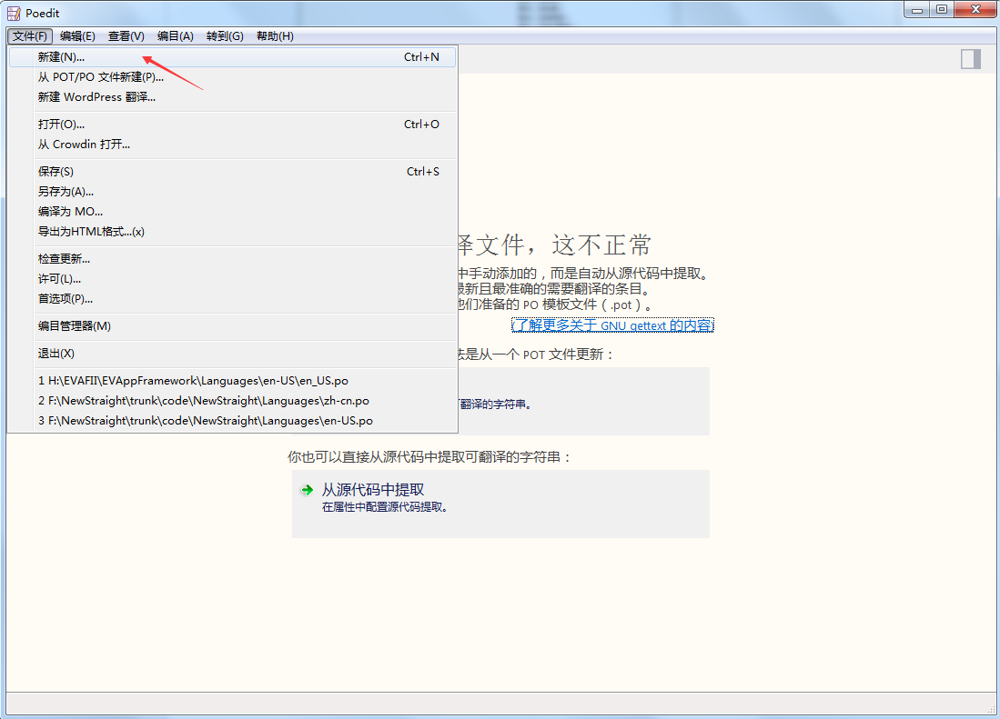 Poedit
文件(F) 编辑(E) 查看(V) 编目(A) 转到(G) 帮助(H)
新建(N)... Ctrl+N
从 POT/PO 文件新建(P)...
新建 WordPress 翻译...
打开(O)... Ctrl+O
从 Crowdin 打开...
保存(S) Ctrl+S
另存为(A)...
编译为 MO...
导出为HTML格式...(x)
检查更新...
许可(L)...
首选项(P)...
编目管理器(M)
退出(X)
1 H:\EVAFII\EVAppFramework\Languages\en-US\en_US.po
2 F:\NewStraight\trunk\code\NewStraight\Languages\zh-cn.po
3 F:\NewStraight\trunk\code\NewStraight\Languages\en-US.po
译文件，这不正常
中手动添加的，而是自动从源代码中提取。
最新且最准确的需要翻译的条目。
他们准备的 PO 模板文件（.pot）。
(了解更多关于 GNU gettext 的内容)
法是从一个 POT 文件更新：
可翻译的字符串。
你也可以直接从源代码中提取可翻译的字符串：
从源代码中提取
在属性中配置源代码提取。